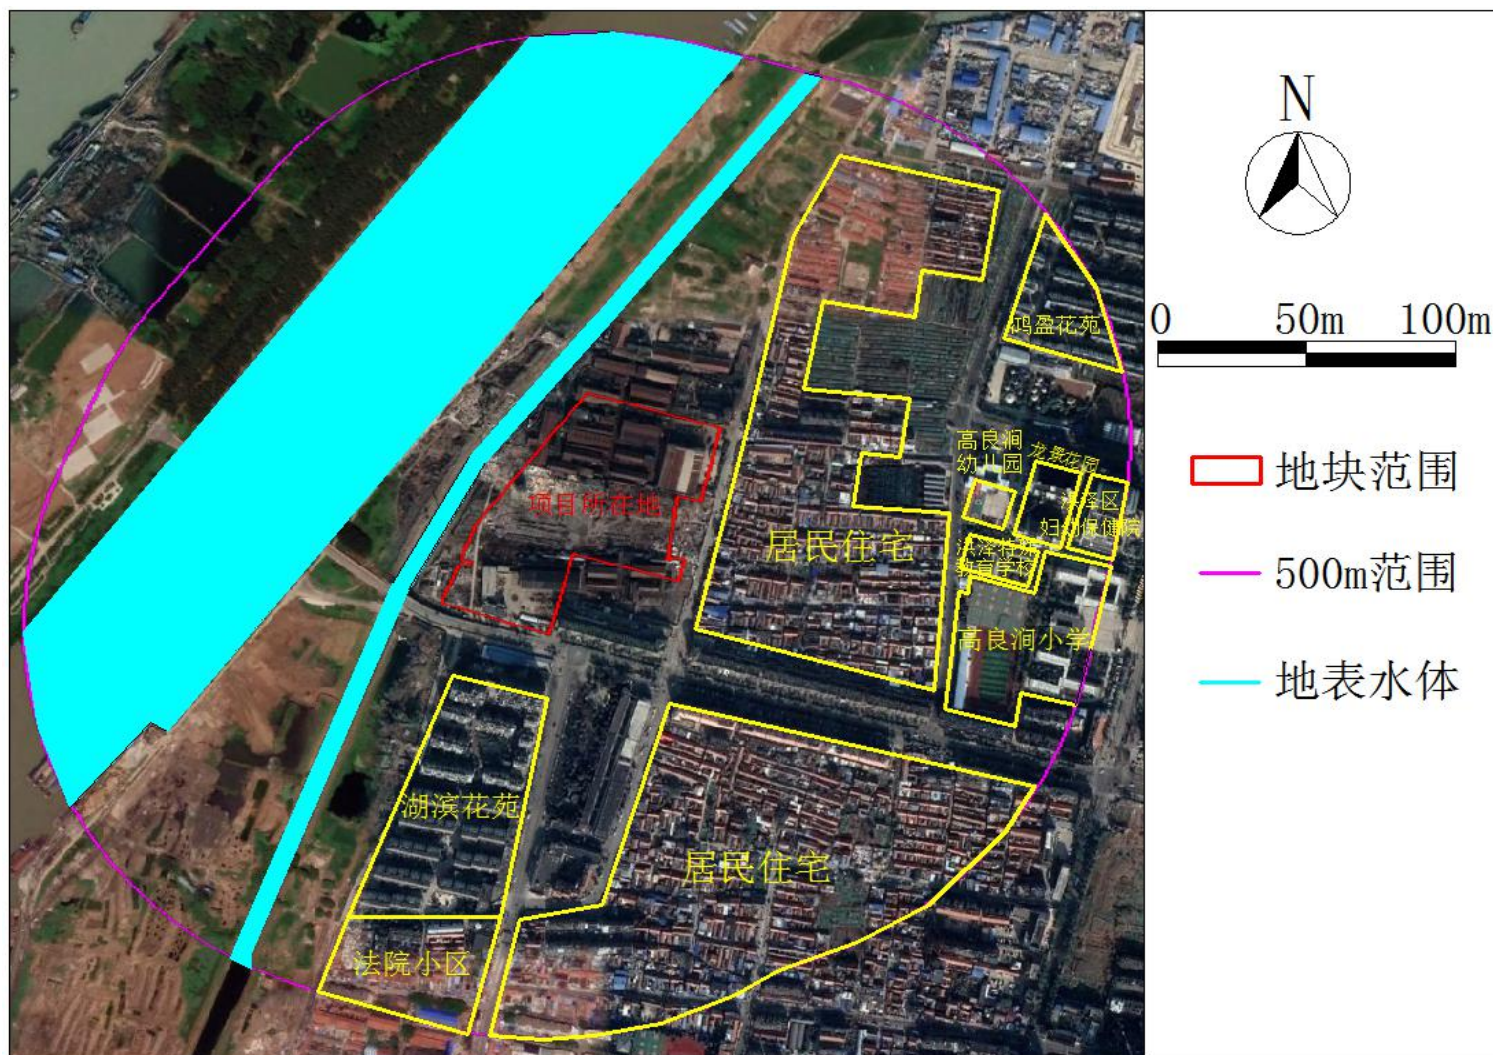 N
0 50m 100m
地块范围
500m范围
地表水体
鸿盈花苑
高良涧
幼儿园
龙景花园
洪泽区
妇幼保健院
项目所在地
居民住宅
洪泽特殊
教育学校
高良涧小学
湖滨花苑
居民住宅
法院小区